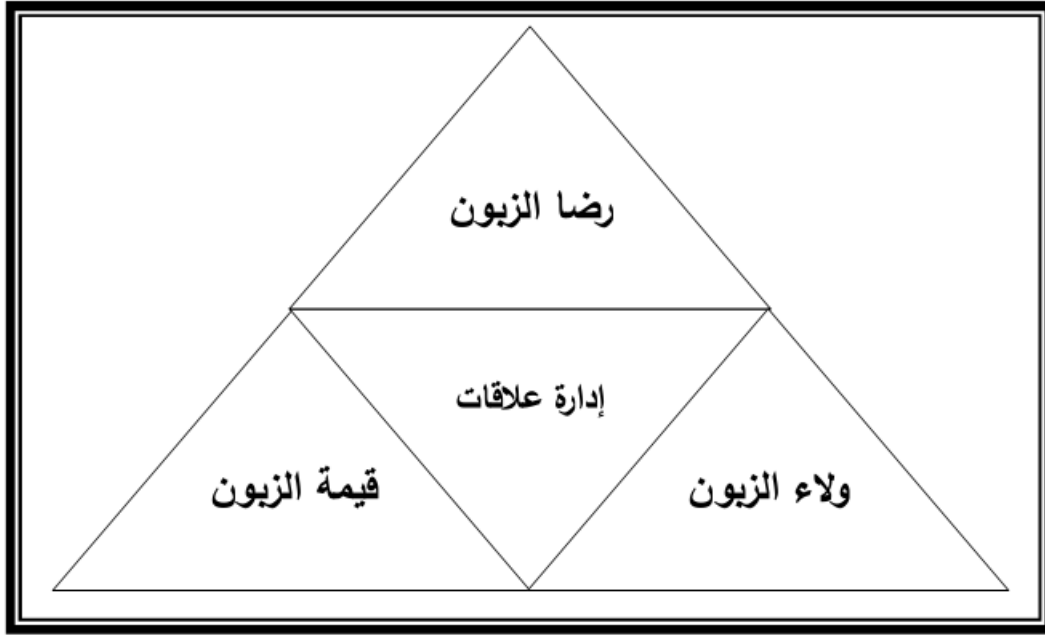 رضا الزبون
إدارة علاقات
ولاء الزبون
قيمة الزبون